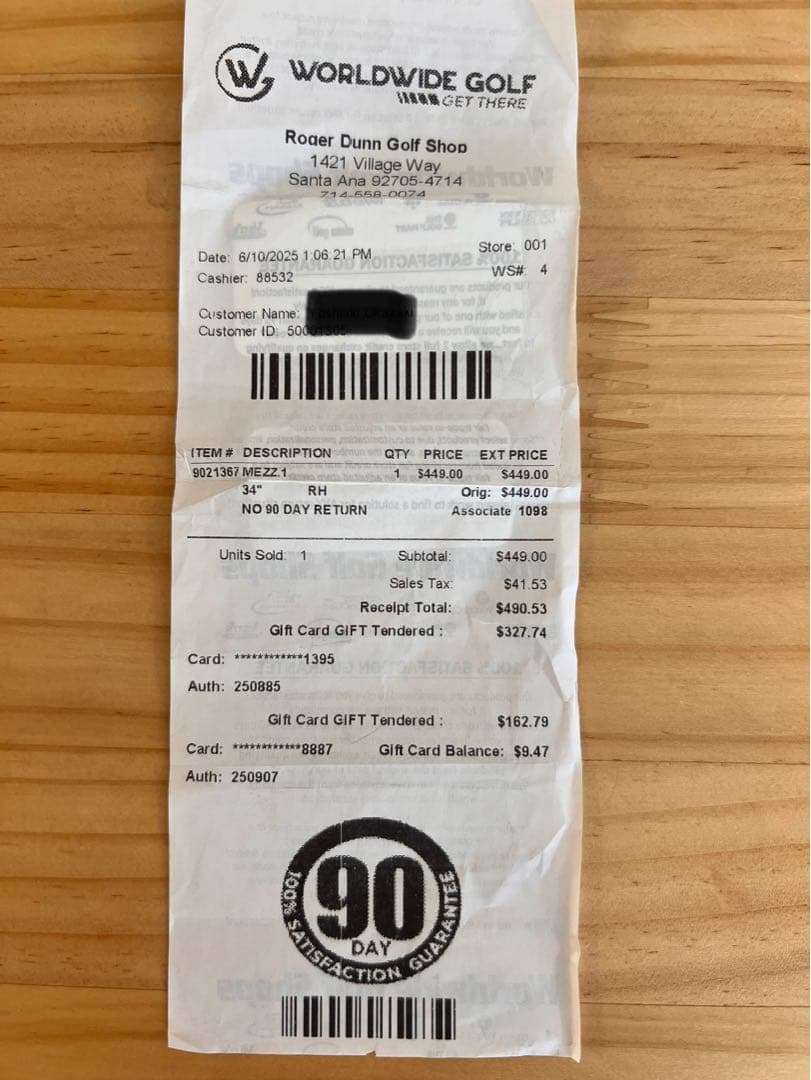 W
WORLDWIDE GOLF
GET THERE
Roger Dunn Golf Shop
1421 Village Way
Santa Ana 92705-4714
714-558-0074
Date: 6/10/2025 1:06:21 PM Store: 001
Cashier: 88532 WS#: 4
Customer Name:
Customer ID:
ITEM # DESCRIPTION QTY PRICE EXT PRICE
9021367 MEZZ.1 1 $449.00 $449.00
34" RH Orig: $449.00
NO 90 DAY RETURN Associate 1098
Units Sold: 1 Subtotal: $449.00
Sales Tax: $41.53
Receipt Total: $490.53
Gift Card GIFT Tendered : $327.74
Card: ************1395
Auth: 250885
Gift Card GIFT Tendered : $162.79
Card: ************8887 Gift Card Balance: $9.47
Auth: 250907
90
DAY
100% SATISFACTION GUARANTEE